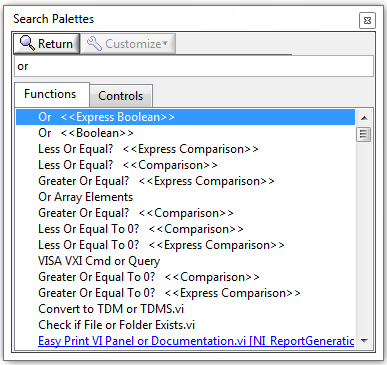 Search Palettes
Return Customize
or
Functions Controls
Or <<Express Boolean>>
Or <<Boolean>>
Less Or Equal? <<Express Comparison>>
Less Or Equal? <<Comparison>>
Greater Or Equal? <<Express Comparison>>
Or Array Elements
Greater Or Equal? <<Comparison>>
Less Or Equal To 0? <<Comparison>>
Less Or Equal To 0? <<Express Comparison>>
VISA VXI Cmd or Query
Greater Or Equal To 0? <<Comparison>>
Greater Or Equal To 0? <<Express Comparison>>
Convert to TDM or TDMS.vi
Check if File or Folder Exists.vi
Easy Print VI Panel or Documentation.vi [NI_ReportGeneratio